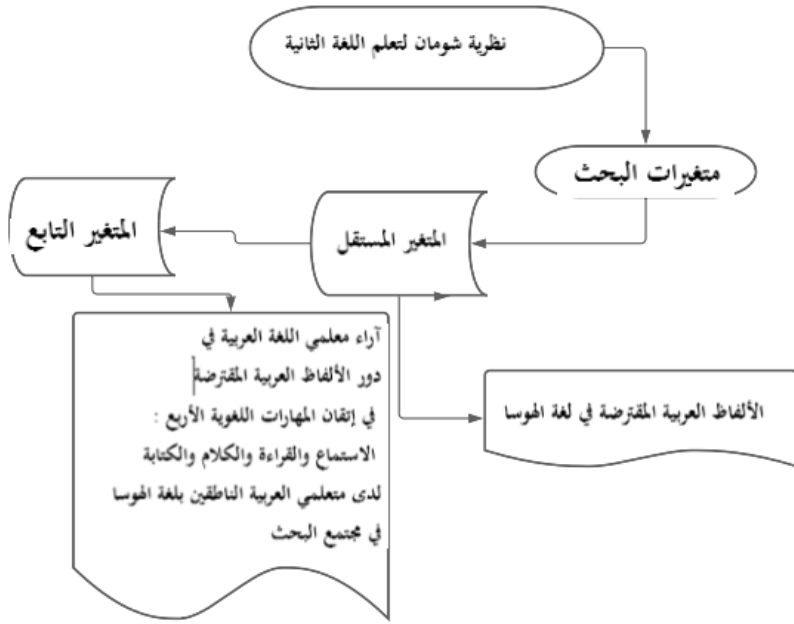 نظرية شومان لتعلم اللغة الثانية
متغيرات البحث
المتغير المستقل
المتغير التابع
الألفاظ العربية المقترضة في لغة الهوسا
آراء معلمي اللغة العربية في
دور الألفاظ العربية المقترضة
في إتقان المهارات اللغوية الأربع :
الاستماع والقراءة والكلام والكتابة
لدى متعلمي العربية الناطقين بلغة الهوسا
في مجتمع البحث